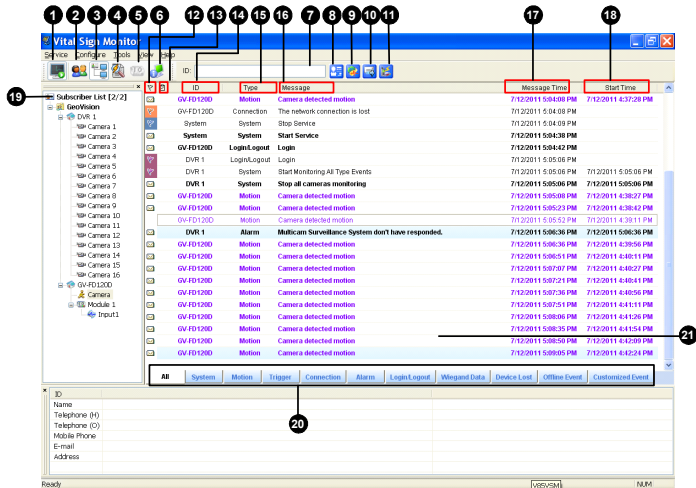 1 2 3 4 5 6 12 13 14 15 16 7 8 9 10 11 17 18
Vital Sign Monitor
Service Configure Tools View Help
ID:
19
Subscriber List [2/2]
GeoVision
DVR 1
Camera 1
Camera 2
Camera 3
Camera 4
Camera 5
Camera 6
Camera 7
Camera 8
Camera 9
Camera 10
Camera 11
Camera 12
Camera 13
Camera 14
Camera 15
Camera 16
GV-FD120D
Camera
Module 1
Input1
ID Type Message Message Time Start Time
GV-FD120D Motion Camera detected motion 7/12/2011 5:04:08 PM 7/12/2011 4:37:28 PM
GV-FD120D Connection The network connection is lost 7/12/2011 5:04:08 PM
System System Stop Service 7/12/2011 5:04:09 PM
System System Start Service 7/12/2011 5:04:38 PM
GV-FD120D Login/Logout Login 7/12/2011 5:04:42 PM
DVR 1 Login/Logout Login 7/12/2011 5:05:06 PM
DVR 1 System Start Monitoring All Type Events 7/12/2011 5:05:06 PM 7/12/2011 5:05:06 PM
DVR 1 System Stop all cameras monitoring 7/12/2011 5:05:06 PM 7/12/2011 5:05:06 PM
GV-FD120D Motion Camera detected motion 7/12/2011 5:05:08 PM 7/12/2011 4:38:27 PM
GV-FD120D Motion Camera detected motion 7/12/2011 5:05:23 PM 7/12/2011 4:38:42 PM
GV-FD120D Motion Camera detected motion 7/12/2011 5:05:52 PM 7/12/2011 4:39:11 PM
DVR 1 Alarm Multicam Surveillance System don't have responded. 7/12/2011 5:06:36 PM 7/12/2011 5:06:36 PM
GV-FD120D Motion Camera detected motion 7/12/2011 5:06:36 PM 7/12/2011 4:39:56 PM
GV-FD120D Motion Camera detected motion 7/12/2011 5:06:51 PM 7/12/2011 4:40:11 PM
GV-FD120D Motion Camera detected motion 7/12/2011 5:07:07 PM 7/12/2011 4:40:27 PM
GV-FD120D Motion Camera detected motion 7/12/2011 5:07:21 PM 7/12/2011 4:40:41 PM
GV-FD120D Motion Camera detected motion 7/12/2011 5:07:36 PM 7/12/2011 4:40:56 PM
GV-FD120D Motion Camera detected motion 7/12/2011 5:07:51 PM 7/12/2011 4:41:11 PM
GV-FD120D Motion Camera detected motion 7/12/2011 5:08:06 PM 7/12/2011 4:41:26 PM
GV-FD120D Motion Camera detected motion 7/12/2011 5:08:35 PM 7/12/2011 4:41:54 PM
GV-FD120D Motion Camera detected motion 7/12/2011 5:08:50 PM 7/12/2011 4:42:09 PM
GV-FD120D Motion Camera detected motion 7/12/2011 5:09:05 PM 7/12/2011 4:42:24 PM
21
All System Motion Trigger Connection Alarm Login/Logout Wiegand Data Device Lost Offline Event Customized Event
20
ID
Name
Telephone (H)
Telephone (O)
Mobile Phone
E-mail
Address
Ready NUM